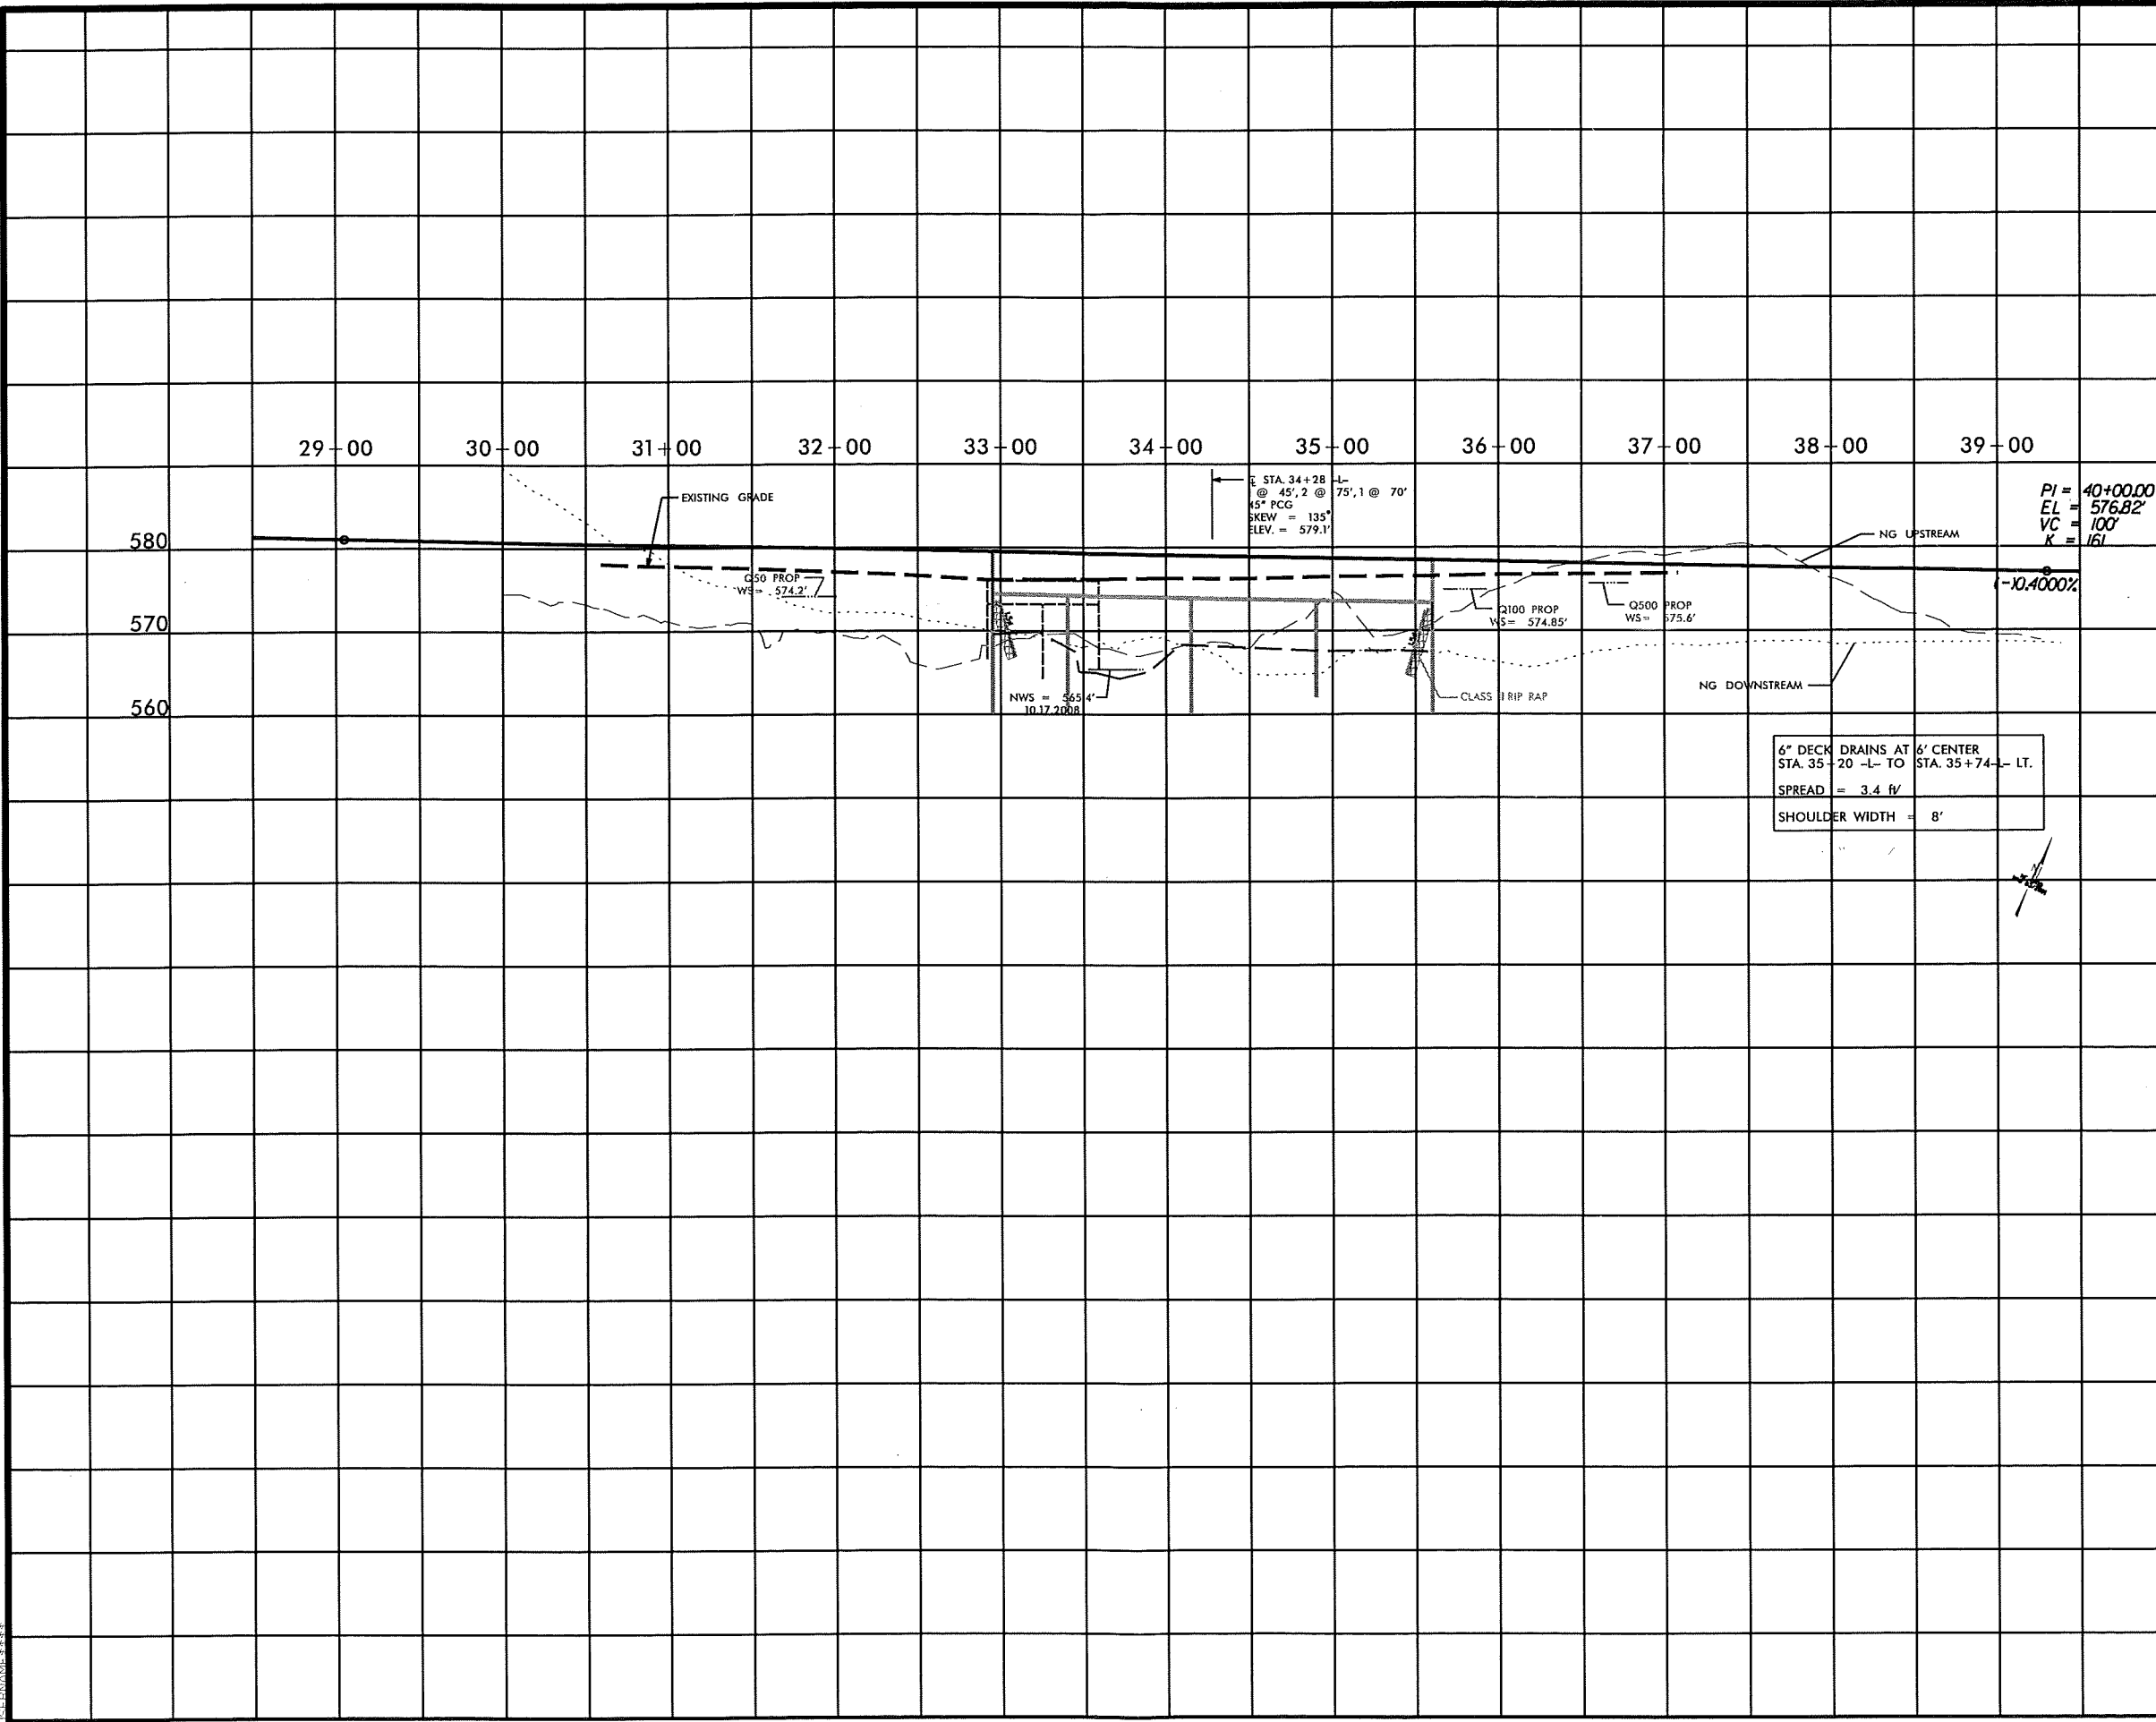 29+00 30+00 31+00 32+00 33+00 34+00 35+00 36+00 37+00 38+00 39+00
EXISTING GRADE
℄ STA. 34+28 -L-
@ 45', 2 @ 75', 1 @ 70'
45" PCG
SKEW = 135°
ELEV. = 579.1'
PI = 40+00.00
EL = 576.82'
VC = 100'
K = 161
(-)0.4000%
NG UPSTREAM
580
Q50 PROP
WS= 574.2'
Q100 PROP
WS= 574.85'
Q500 PROP
WS= 575.6'
570
NWS = 565.4'
10.17.2008
CLASS II RIP RAP
NG DOWNSTREAM
560
6" DECK DRAINS AT 6' CENTER
STA. 35+20 -L- TO STA. 35+74 -L- LT.
SPREAD = 3.4 ft/
SHOULDER WIDTH = 8'